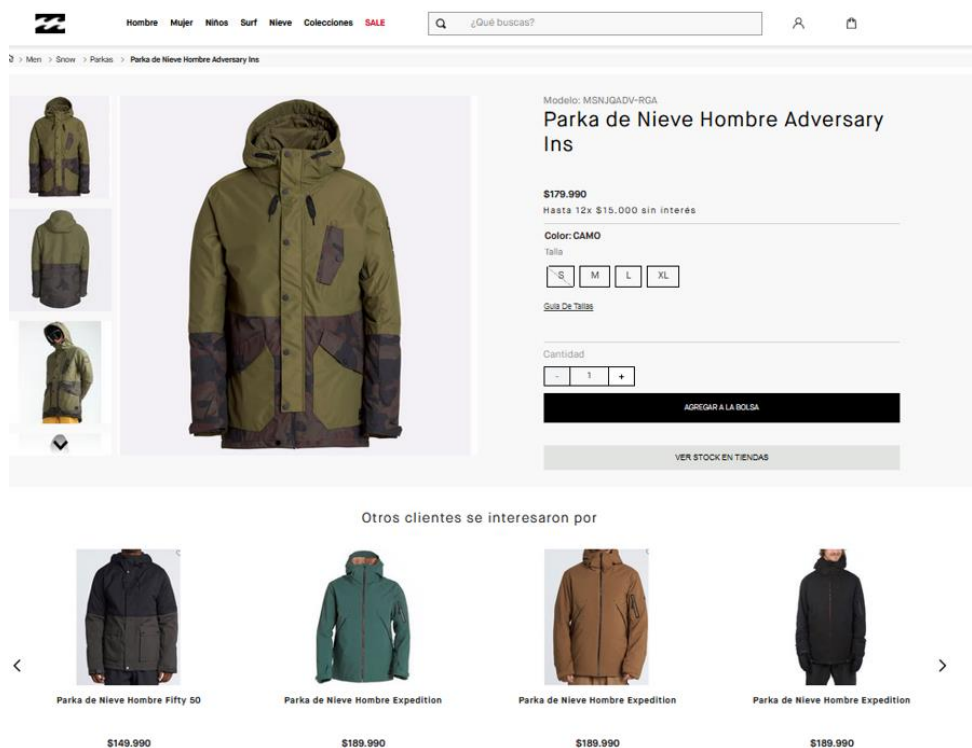 Hombre Mujer Niños Surf Nieve Colecciones SALE
¿Qué buscas?
> Men > Snow > Parkas > Parka de Nieve Hombre Adversary Ins
Modelo: MSNJQADV-RGA
Parka de Nieve Hombre Adversary
Ins
$179.990
Hasta 12x $15.000 sin interés
Color: CAMO
Talla
S M L XL
Guia De Tallas
Cantidad
- 1 +
AGREGAR A LA BOLSA
VER STOCK EN TIENDAS
Otros clientes se interesaron por
Parka de Nieve Hombre Fifty 50 Parka de Nieve Hombre Expedition Parka de Nieve Hombre Expedition Parka de Nieve Hombre Expedition
$149.990 $189.990 $189.990 $189.990